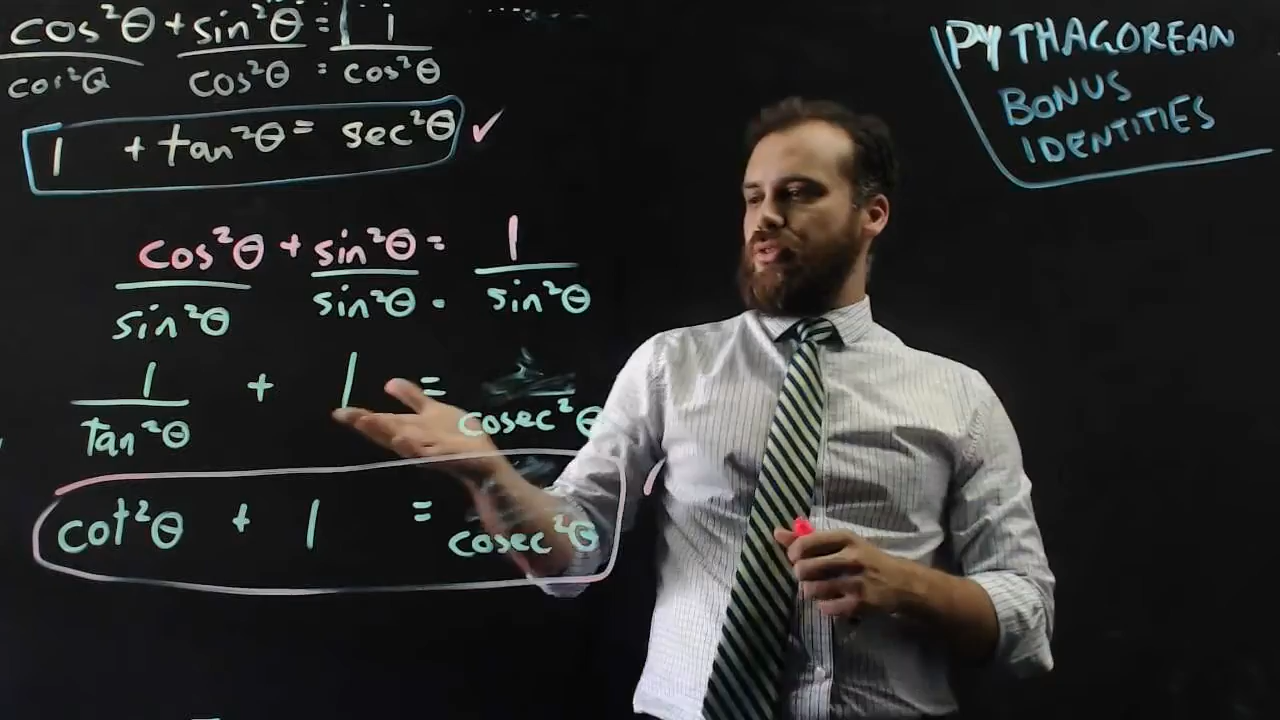 cos²θ + sin²θ = 1
cos²θ cos²θ = cos²θ
1 + tan²θ = sec²θ ✓
cos²θ + sin²θ = 1
sin²θ sin²θ = sin²θ
1 + 1 = cosec²θ
tan²θ
cot²θ + 1 = cosec²θ
PYTHAGOREAN
BONUS
IDENTITIES